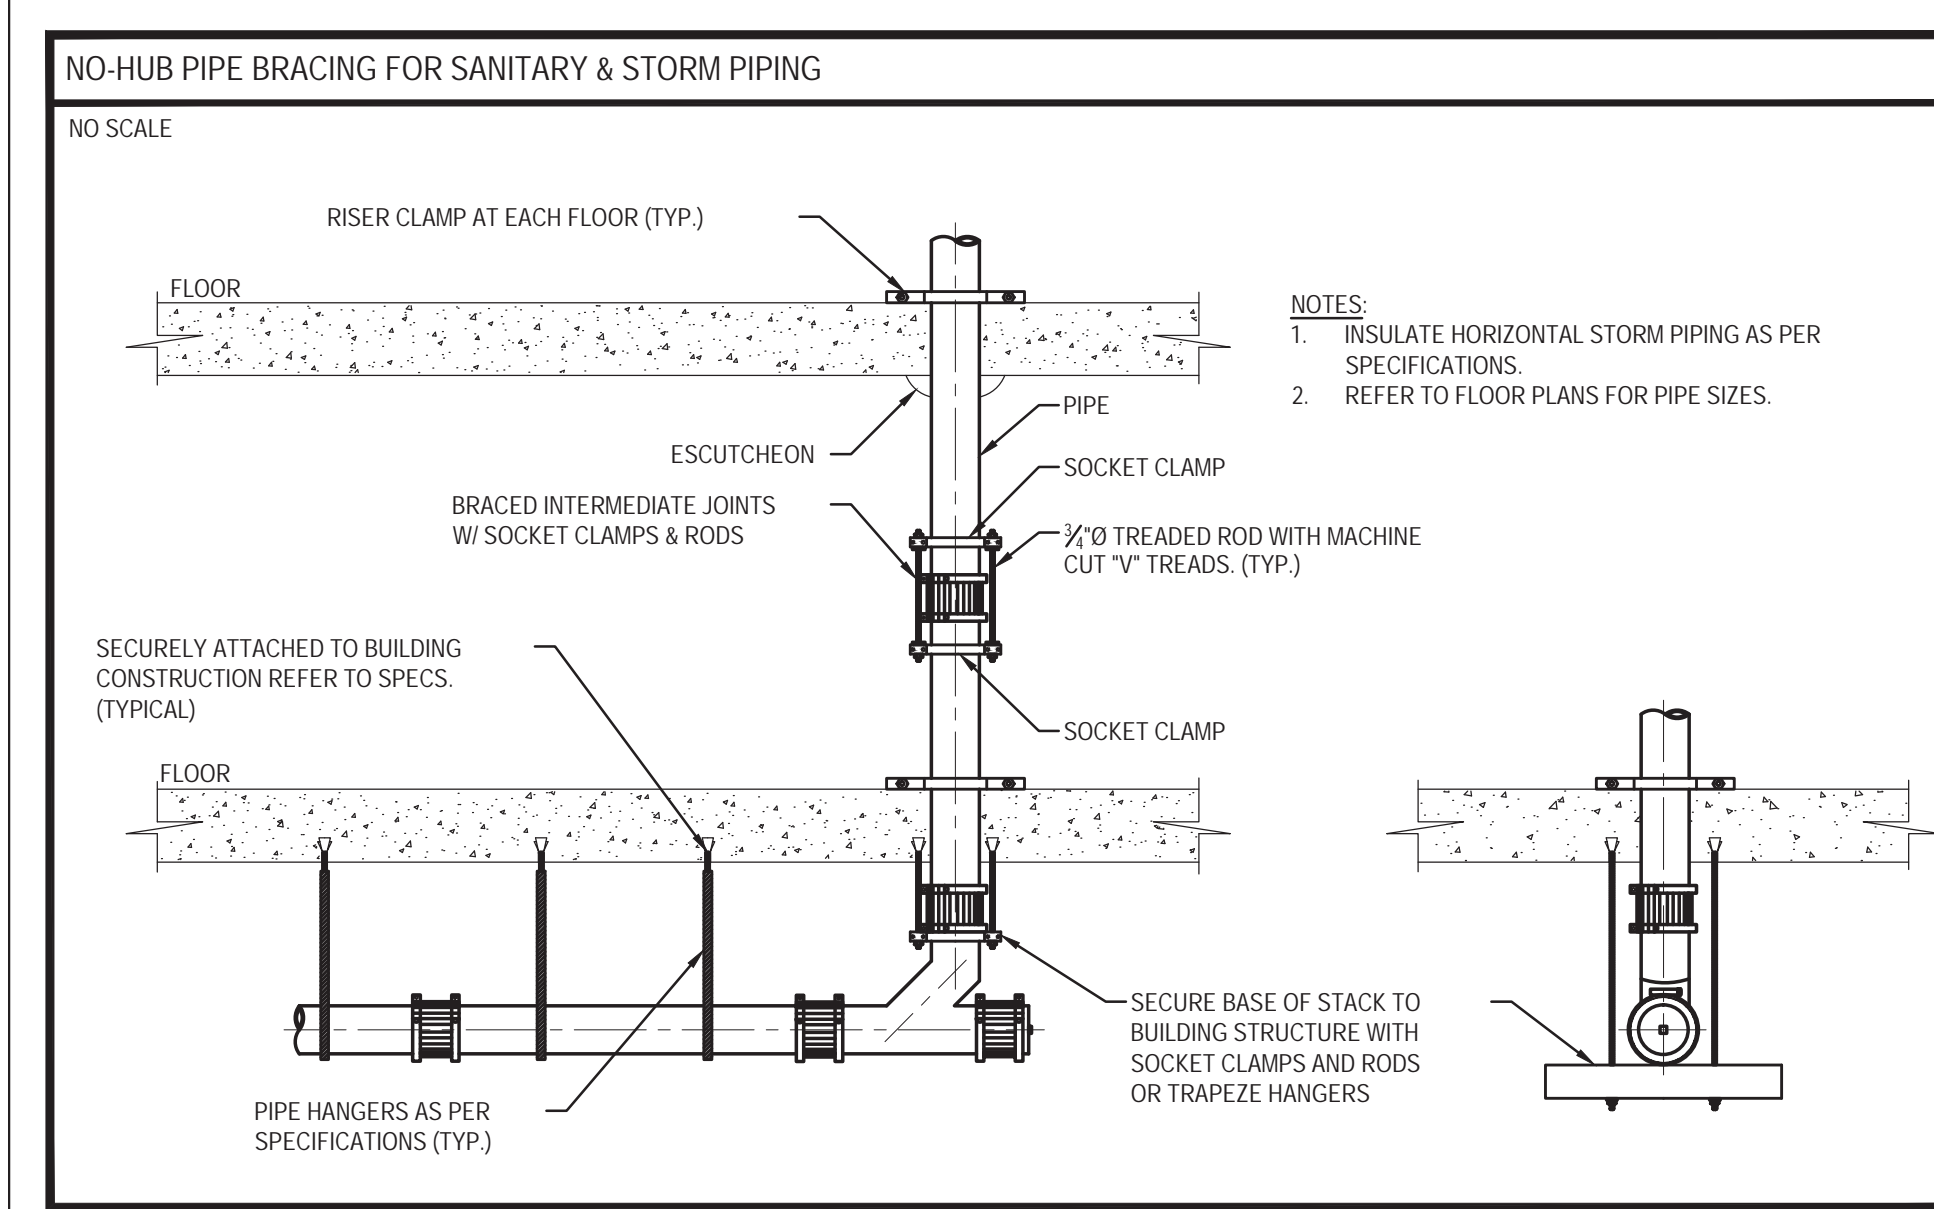 NO-HUB PIPE BRACING FOR SANITARY & STORM PIPING
NO SCALE
RISER CLAMP AT EACH FLOOR (TYP.)
FLOOR
NOTES:
1. INSULATE HORIZONTAL STORM PIPING AS PER
SPECIFICATIONS.
2. REFER TO FLOOR PLANS FOR PIPE SIZES.
PIPE
ESCUTCHEON
SOCKET CLAMP
BRACED INTERMEDIATE JOINTS
W/ SOCKET CLAMPS & RODS
3/4"Ø TREADED ROD WITH MACHINE
CUT "V" TREADS. (TYP.)
SECURELY ATTACHED TO BUILDING
CONSTRUCTION REFER TO SPECS.
(TYPICAL)
SOCKET CLAMP
FLOOR
SECURE BASE OF STACK TO
BUILDING STRUCTURE WITH
SOCKET CLAMPS AND RODS
OR TRAPEZE HANGERS
PIPE HANGERS AS PER
SPECIFICATIONS (TYP.)